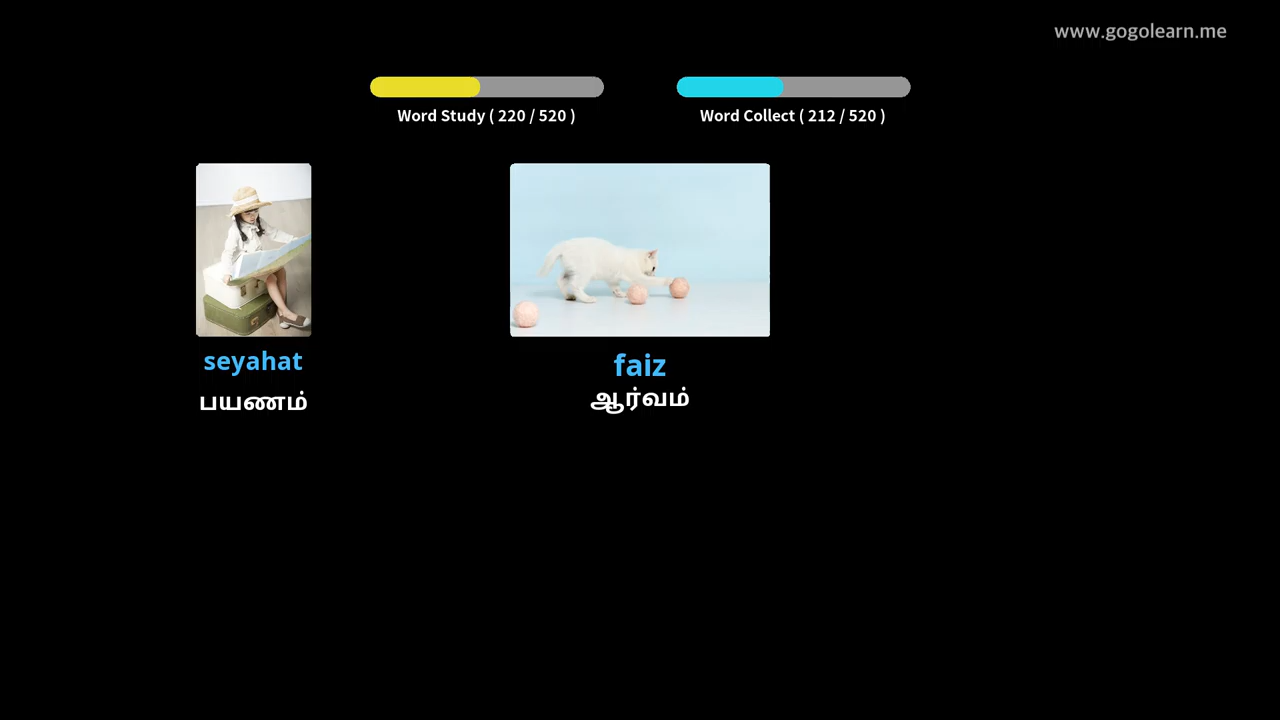 www.gogolearn.me
Word Study ( 220 / 520 )
Word Collect ( 212 / 520 )
seyahat
பயணம்
faiz
ஆர்வம்